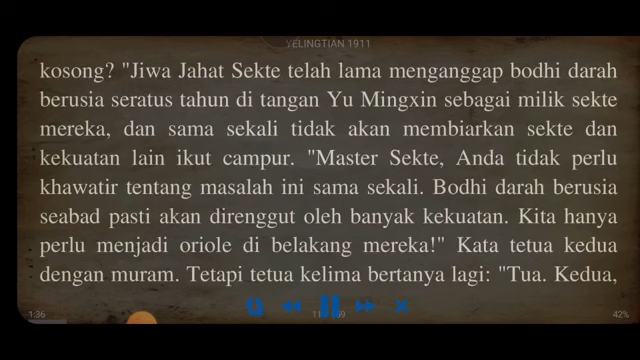 YELINGTIAN 1911
kosong? "Jiwa Jahat Sekte telah lama menganggap bodhi darah
berusia seratus tahun di tangan Yu Mingxin sebagai milik sekte
mereka, dan sama sekali tidak akan membiarkan sekte dan
kekuatan lain ikut campur. "Master Sekte, Anda tidak perlu
khawatir tentang masalah ini sama sekali. Bodhi darah berusia
seabad pasti akan direnggut oleh banyak kekuatan. Kita hanya
perlu menjadi oriole di belakang mereka!" Kata tetua kedua
dengan muram. Tetapi tetua kelima bertanya lagi: "Tua. Kedua,
1:36
42%